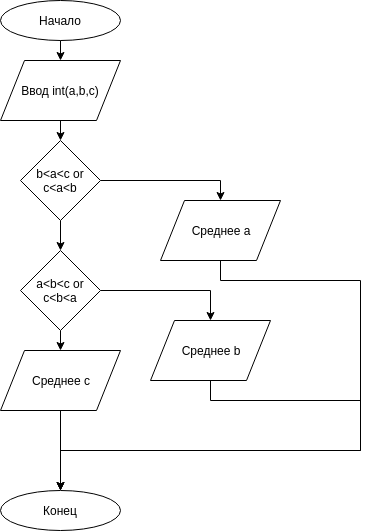 Начало
Ввод int(a,b,c)
b<a<c or
c<a<b
Среднее a
a<b<c or
c<b<a
Среднее b
Среднее c
Конец